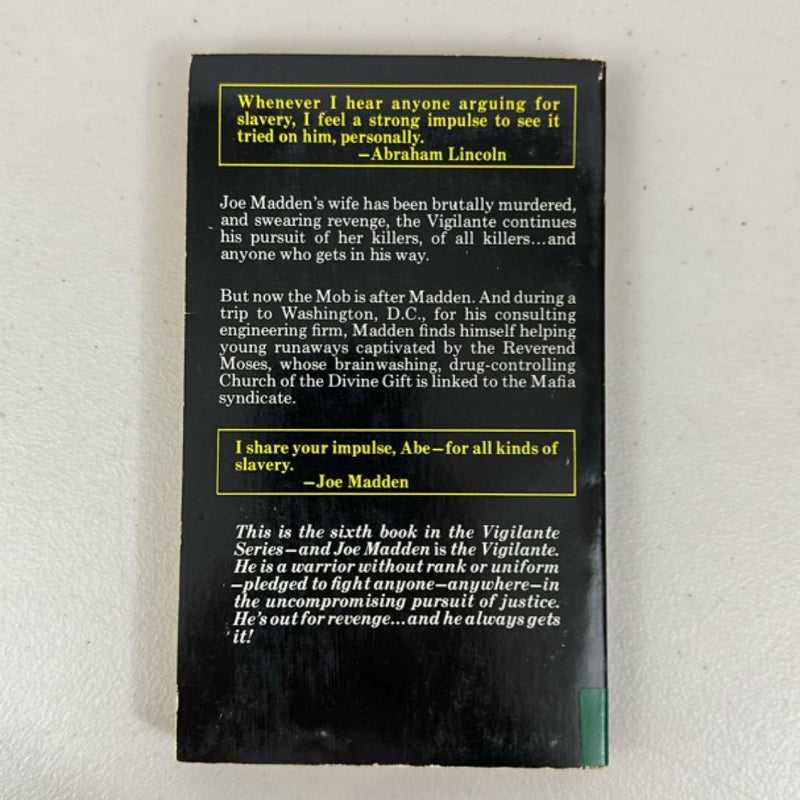 Whenever I hear anyone arguing for
slavery, I feel a strong impulse to see it
tried on him, personally.
—Abraham Lincoln
Joe Madden's wife has been brutally murdered,
and swearing revenge, the Vigilante continues
his pursuit of her killers, of all killers...and
anyone who gets in his way.
But now the Mob is after Madden. And during a
trip to Washington, D.C., for his consulting
engineering firm, Madden finds himself helping
young runaways captivated by the Reverend
Moses, whose brainwashing, drug-controlling
Church of the Divine Gift is linked to the Mafia
syndicate.
I share your impulse, Abe—for all kinds of
slavery.
—Joe Madden
This is the sixth book in the Vigilante
Series—and Joe Madden is the Vigilante.
He is a warrior without rank or uniform
—pledged to fight anyone—anywhere—in
the uncompromising pursuit of justice.
He's out for revenge...and he always gets
it!